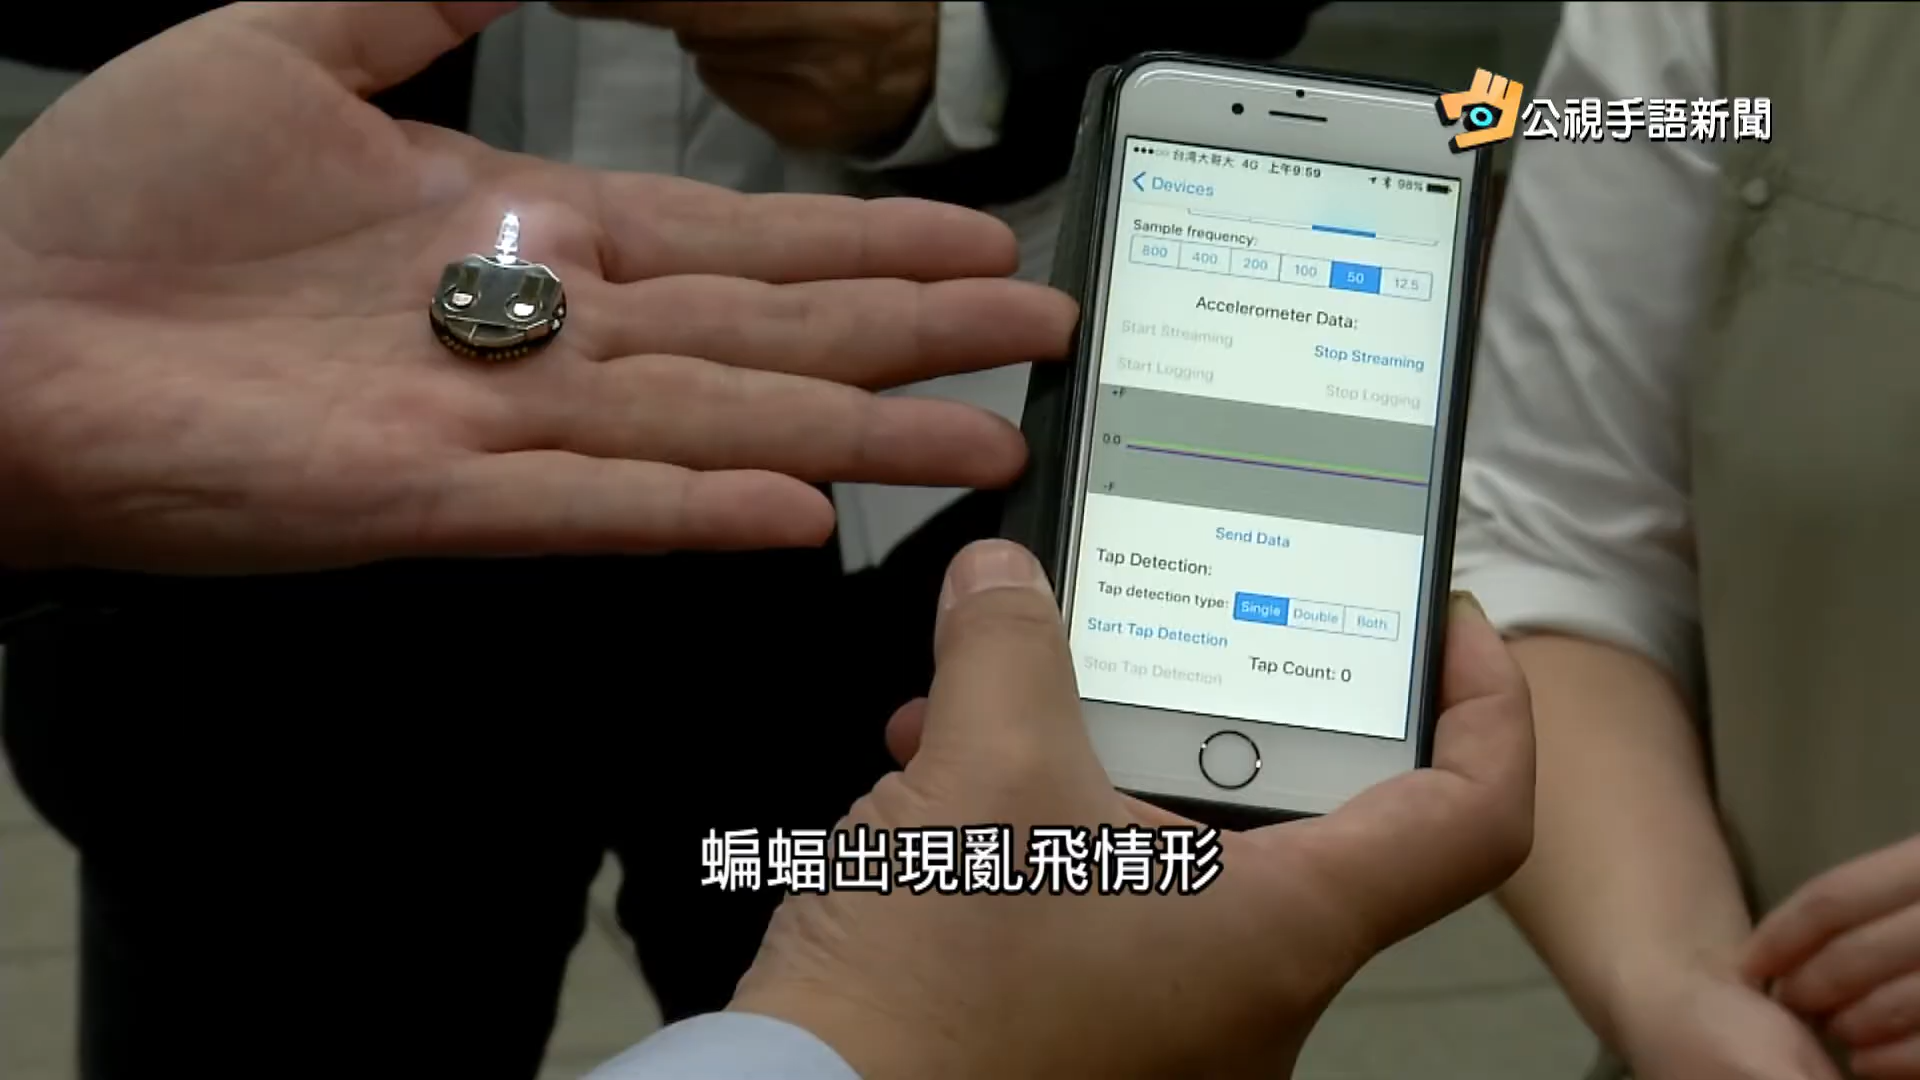 公視手語新聞
台灣大哥大 4G 上午9:59 98%
Devices
Sample frequency:
800 400 200 100 50 12.5
Accelerometer Data:
Start Streaming
Stop Streaming
Start Logging
Stop Logging
+F
0.0
-F
Send Data
Tap Detection:
Tap detection type: Single Double Both
Start Tap Detection
Tap Count: 0
Stop Tap Detection
蝙蝠出現亂飛情形